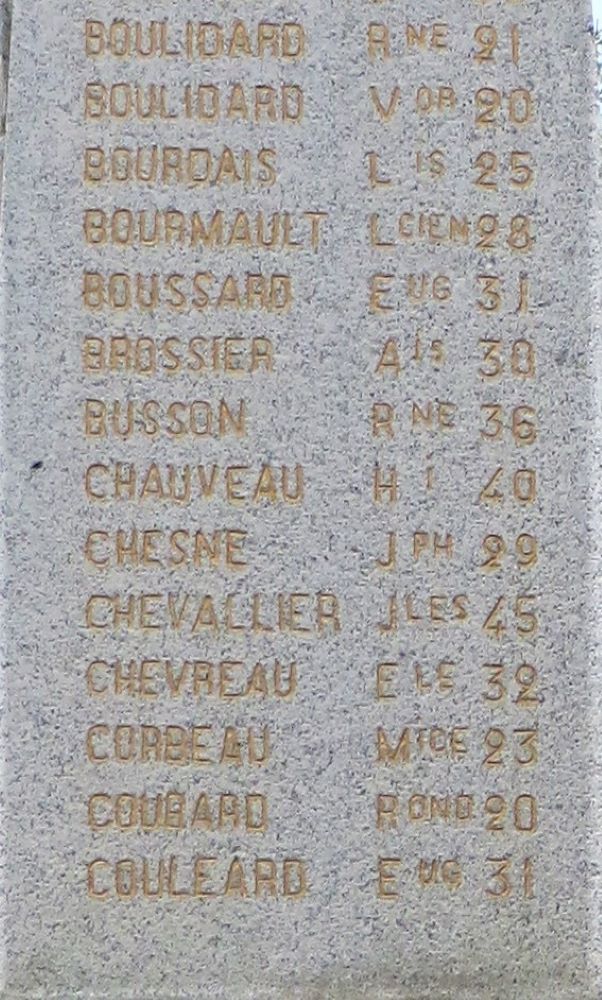 BOULIDARD R NE 21
BOULIDARD V OR 20
BOURDAIS L IS 25
BOURMAULT L CIEN 28
BOUSSARD E UG 31
BROSSIER A IS 30
BUSSON R NE 36
CHAUVEAU H I 40
CHESNE J PH 29
CHEVALLIER J LES 45
CHEVREAU E LE 32
CORBEAU M ICE 23
COUBARD R OND 20
COULEARD E UG 31